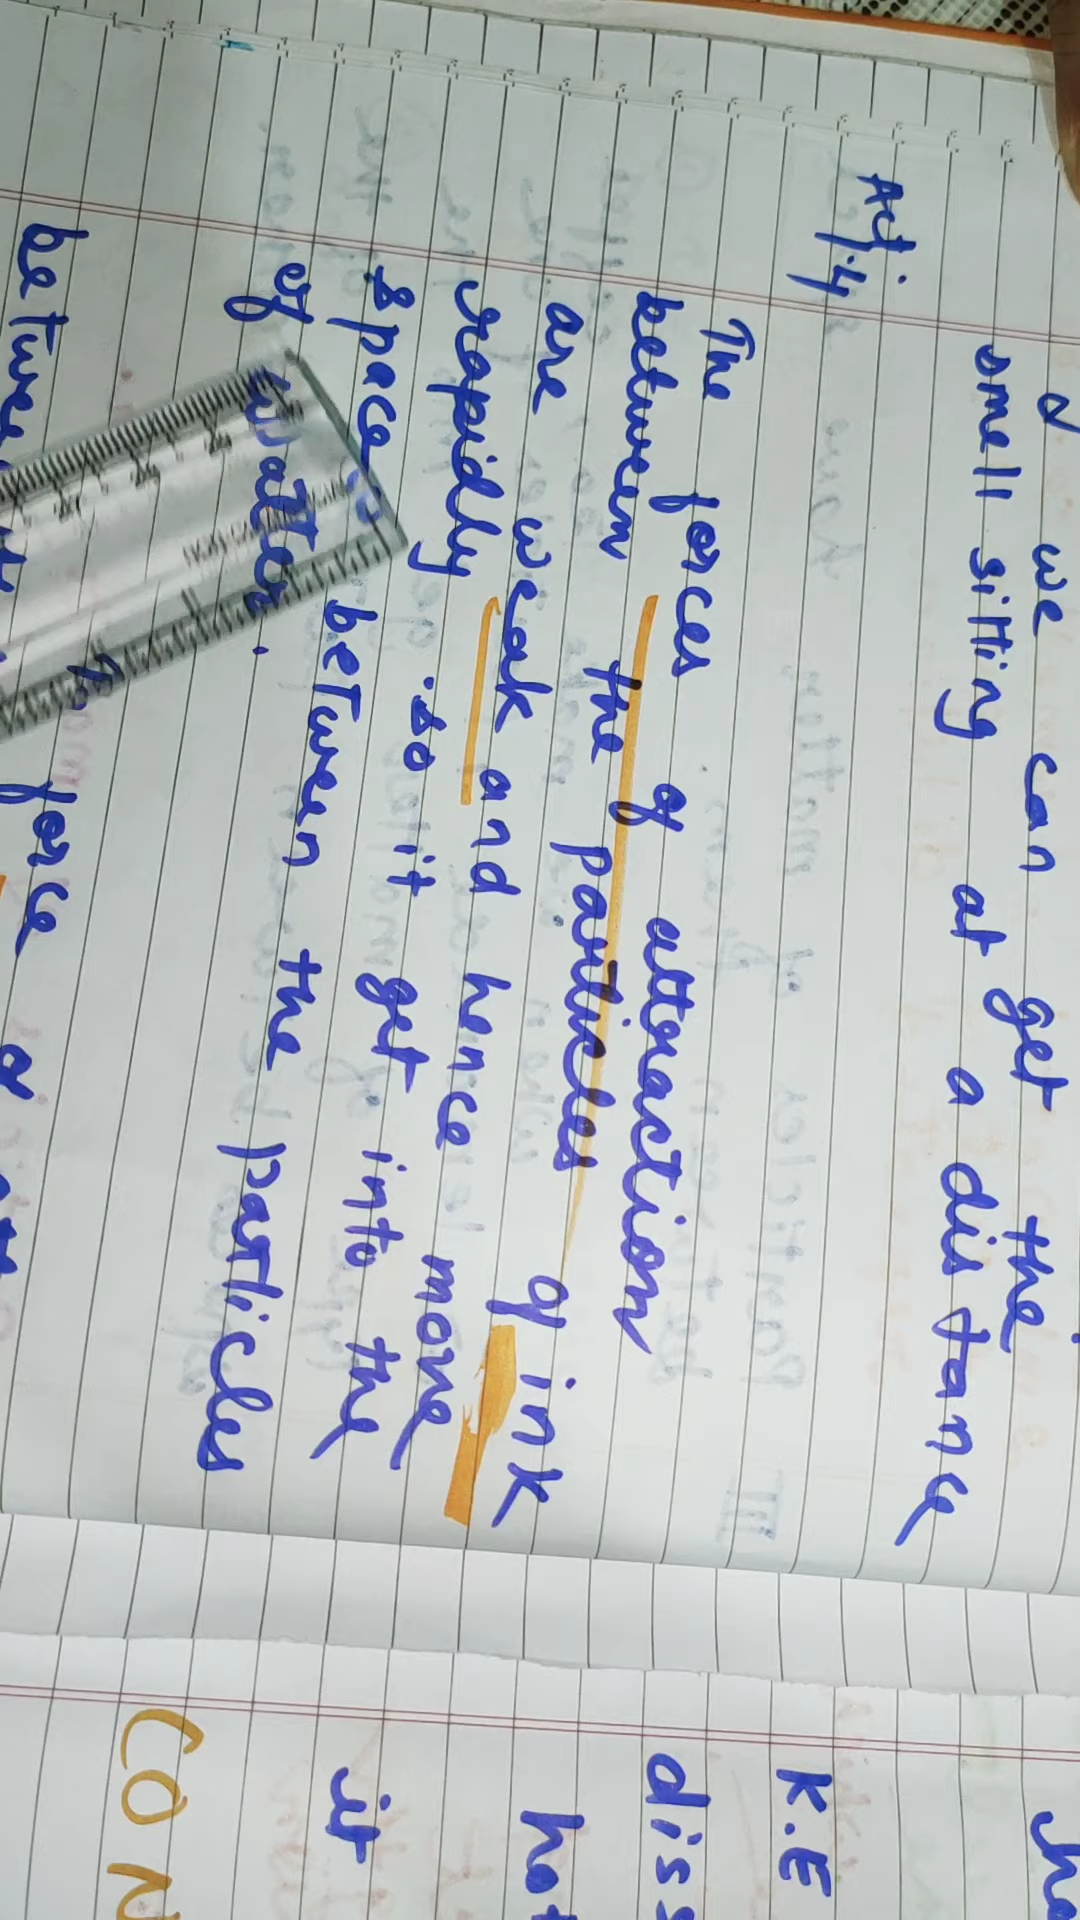 we can get the
smell sitting at a distance
Act
1.4
The forces of attraction
between the particles of ink
are weak and hence more
rapidly so it get into the
space between the particles
of water.
force
K.E
diss
hot
it
CON